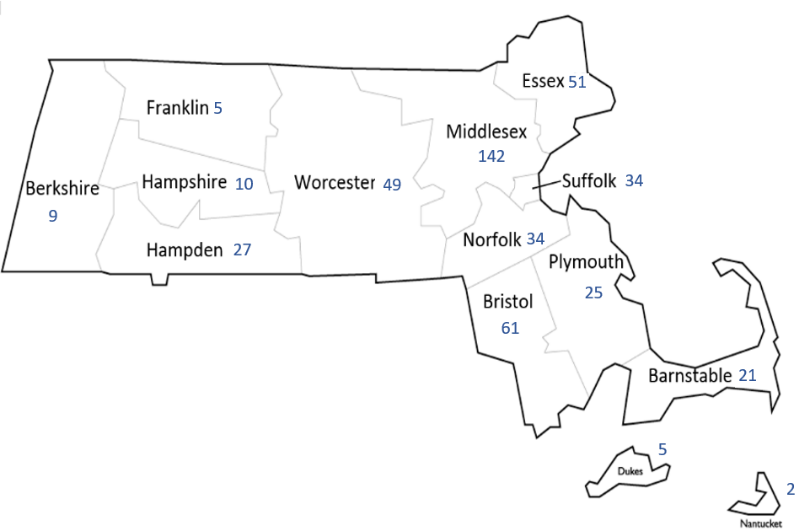 Essex 51
Franklin 5
Middlesex
142
Berkshire
9
Hampshire 10
Worcester 49
Suffolk 34
Hampden 27
Norfolk 34
Plymouth
25
Bristol
61
Barnstable 21
5
Dukes
2
Nantucket